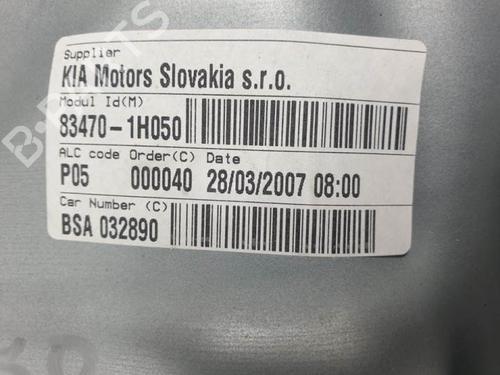 Supplier
KIA Motors Slovakia s.r.o.
Modul Id(M)
83470-1H050
ALC code Order(C) Date
P05 000040 28/03/2007 08:00
Car Number (C)
BSA 032890